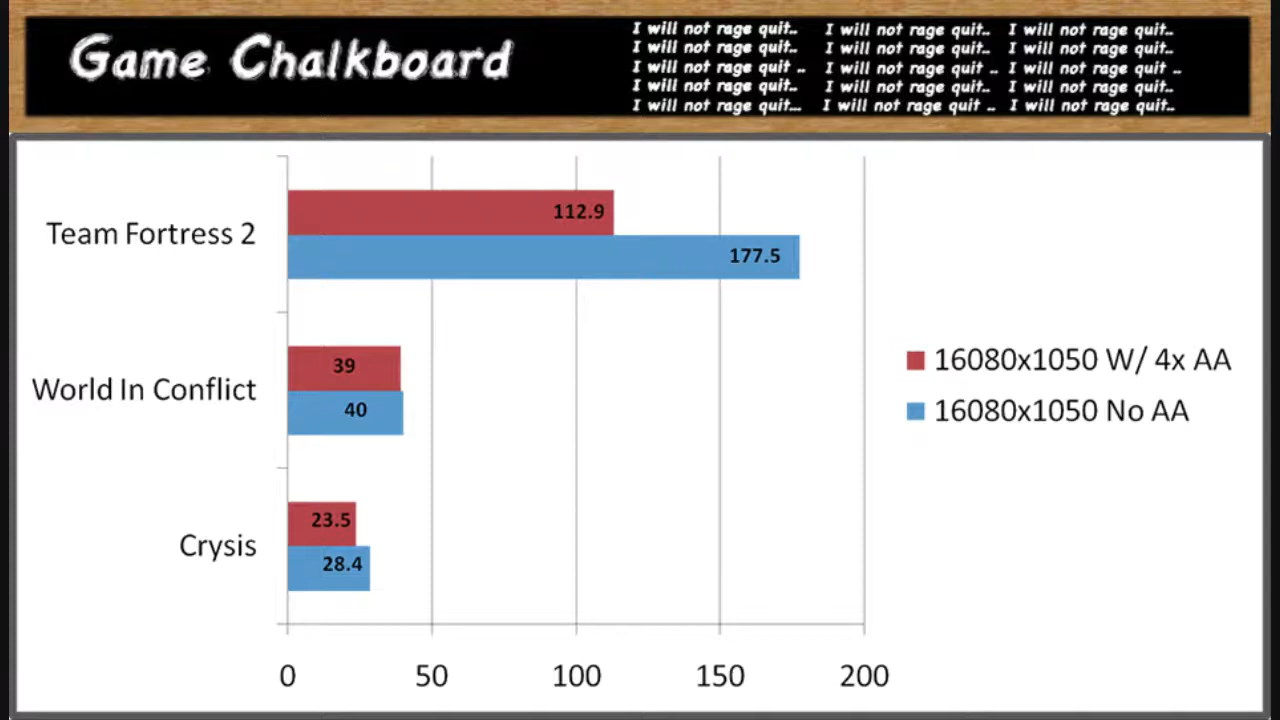 Game Chalkboard
I will not rage quit.. I will not rage quit.. I will not rage quit..
I will not rage quit.. I will not rage quit.. I will not rage quit..
I will not rage quit .. I will not rage quit .. I will not rage quit ..
I will not rage quit.. I will not rage quit.. I will not rage quit..
I will not rage quit... I will not rage quit .. I will not rage quit..
Team Fortress 2
112.9
177.5
World In Conflict
39
40
Crysis
23.5
28.4
16080x1050 W/ 4x AA
16080x1050 No AA
0 50 100 150 200